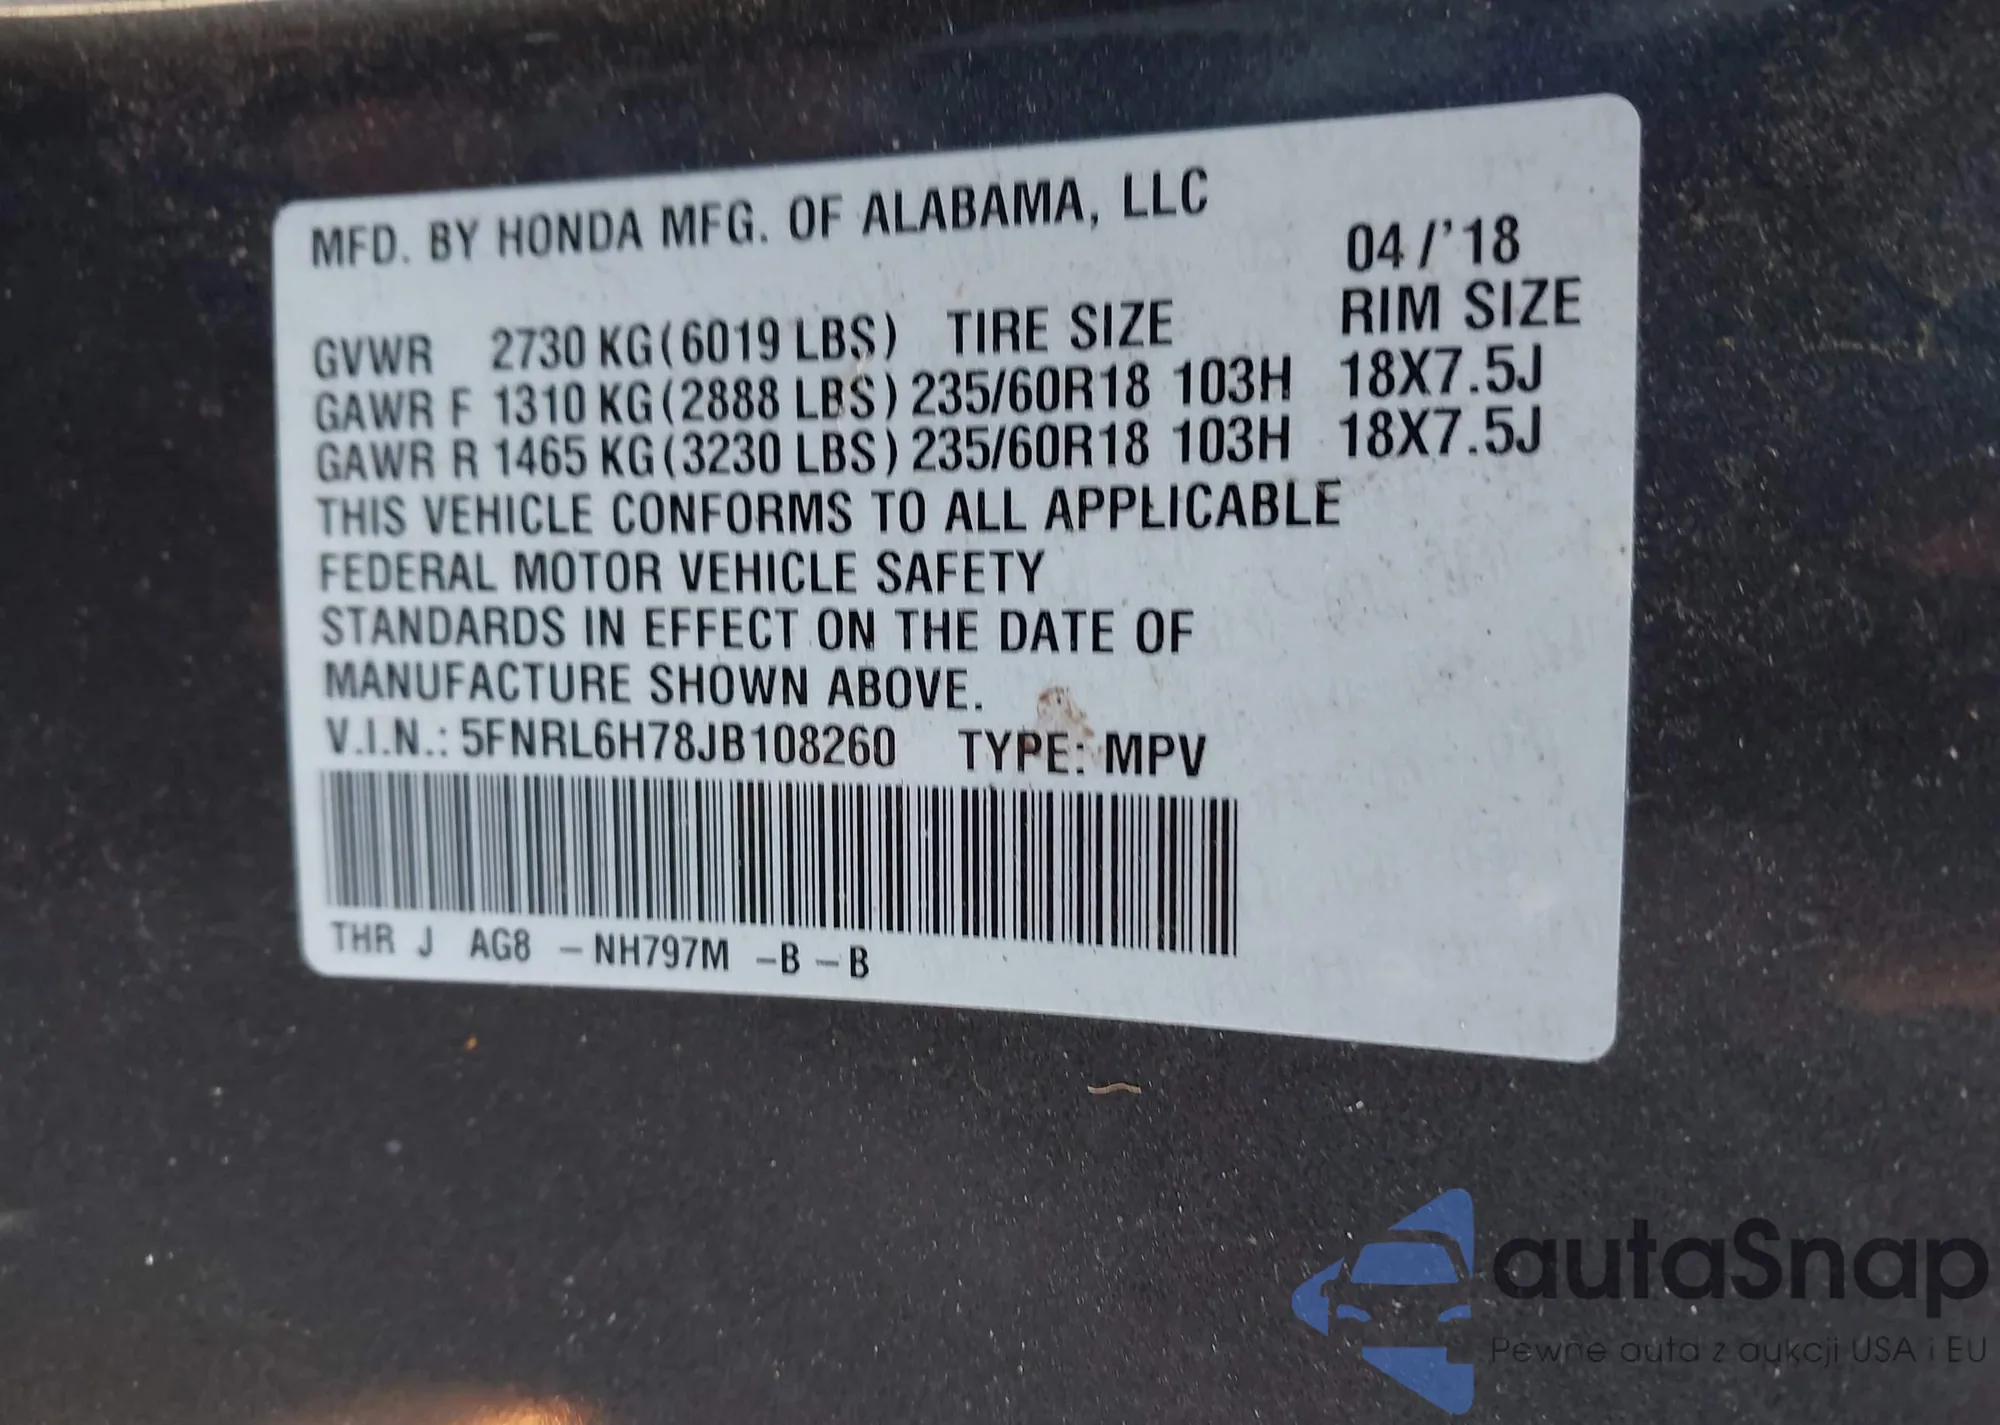 MFD. BY HONDA MFG. OF ALABAMA, LLC
04/'18
GVWR 2730 KG(6019 LBS) TIRE SIZE RIM SIZE
GAWR F 1310 KG(2888 LBS) 235/60R18 103H 18X7.5J
GAWR R 1465 KG(3230 LBS) 235/60R18 103H 18X7.5J
THIS VEHICLE CONFORMS TO ALL APPLICABLE
FEDERAL MOTOR VEHICLE SAFETY
STANDARDS IN EFFECT ON THE DATE OF
MANUFACTURE SHOWN ABOVE.
V.I.N.: 5FNRL6H78JB108260 TYPE: MPV
THR J AG8 – NH797M –B –B
autaSnap
Pewne auta z aukcji USA i EU